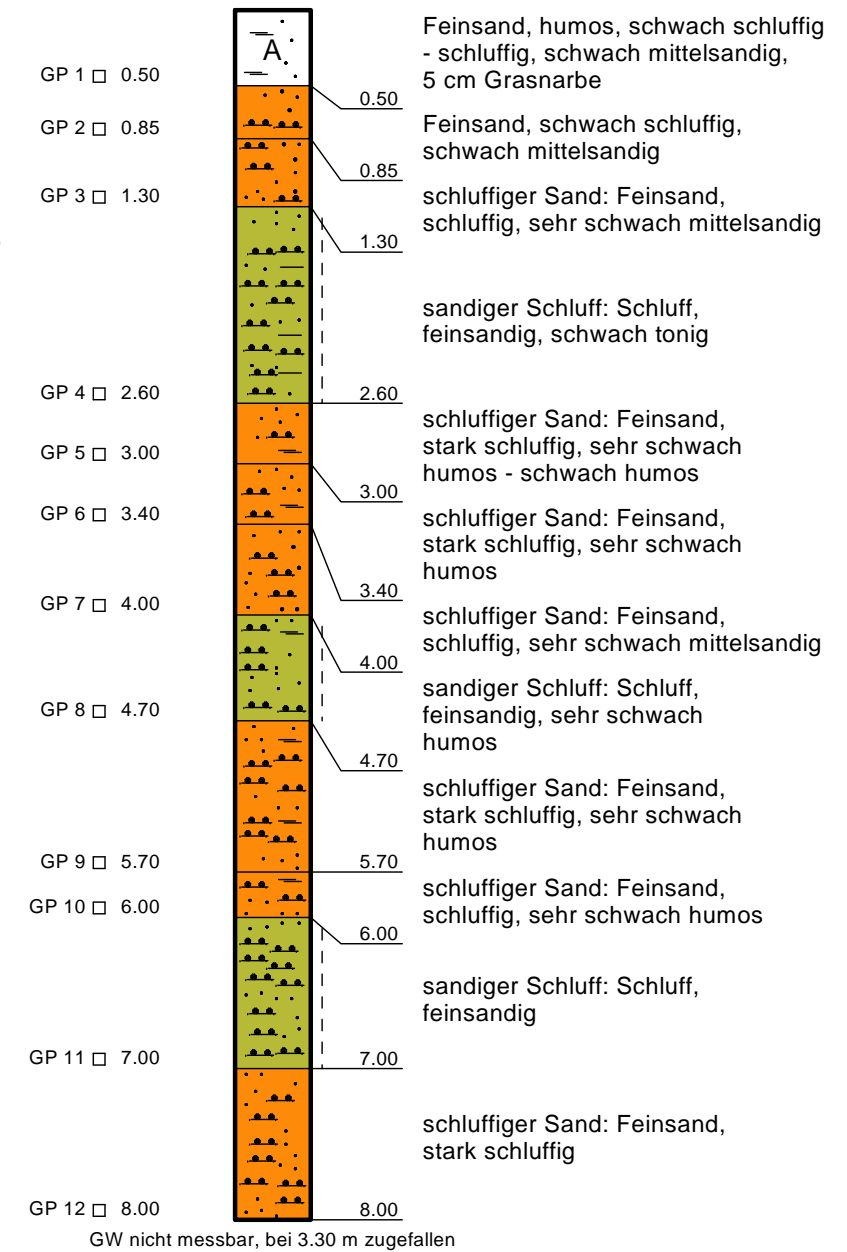 Feinsand, humos, schwach schluffig
- schluffig, schwach mittelsandig,
5 cm Grasnarbe
A
GP 1 0.50
0.50
Feinsand, schwach schluffig,
schwach mittelsandig
GP 2 0.85
0.85
schluffiger Sand: Feinsand,
schluffig, sehr schwach mittelsandig
GP 3 1.30
1.30
sandiger Schluff: Schluff,
feinsandig, schwach tonig
GP 4 2.60
2.60
schluffiger Sand: Feinsand,
stark schluffig, sehr schwach
humos - schwach humos
GP 5 3.00
3.00
schluffiger Sand: Feinsand,
stark schluffig, sehr schwach
humos
GP 6 3.40
3.40
schluffiger Sand: Feinsand,
schluffig, sehr schwach mittelsandig
GP 7 4.00
4.00
sandiger Schluff: Schluff,
feinsandig, sehr schwach
humos
GP 8 4.70
4.70
schluffiger Sand: Feinsand,
stark schluffig, sehr schwach
humos
GP 9 5.70
5.70
schluffiger Sand: Feinsand,
schluffig, sehr schwach humos
GP 10 6.00
6.00
sandiger Schluff: Schluff,
feinsandig
GP 11 7.00
7.00
schluffiger Sand: Feinsand,
stark schluffig
GP 12 8.00
8.00
GW nicht messbar, bei 3.30 m zugefallen